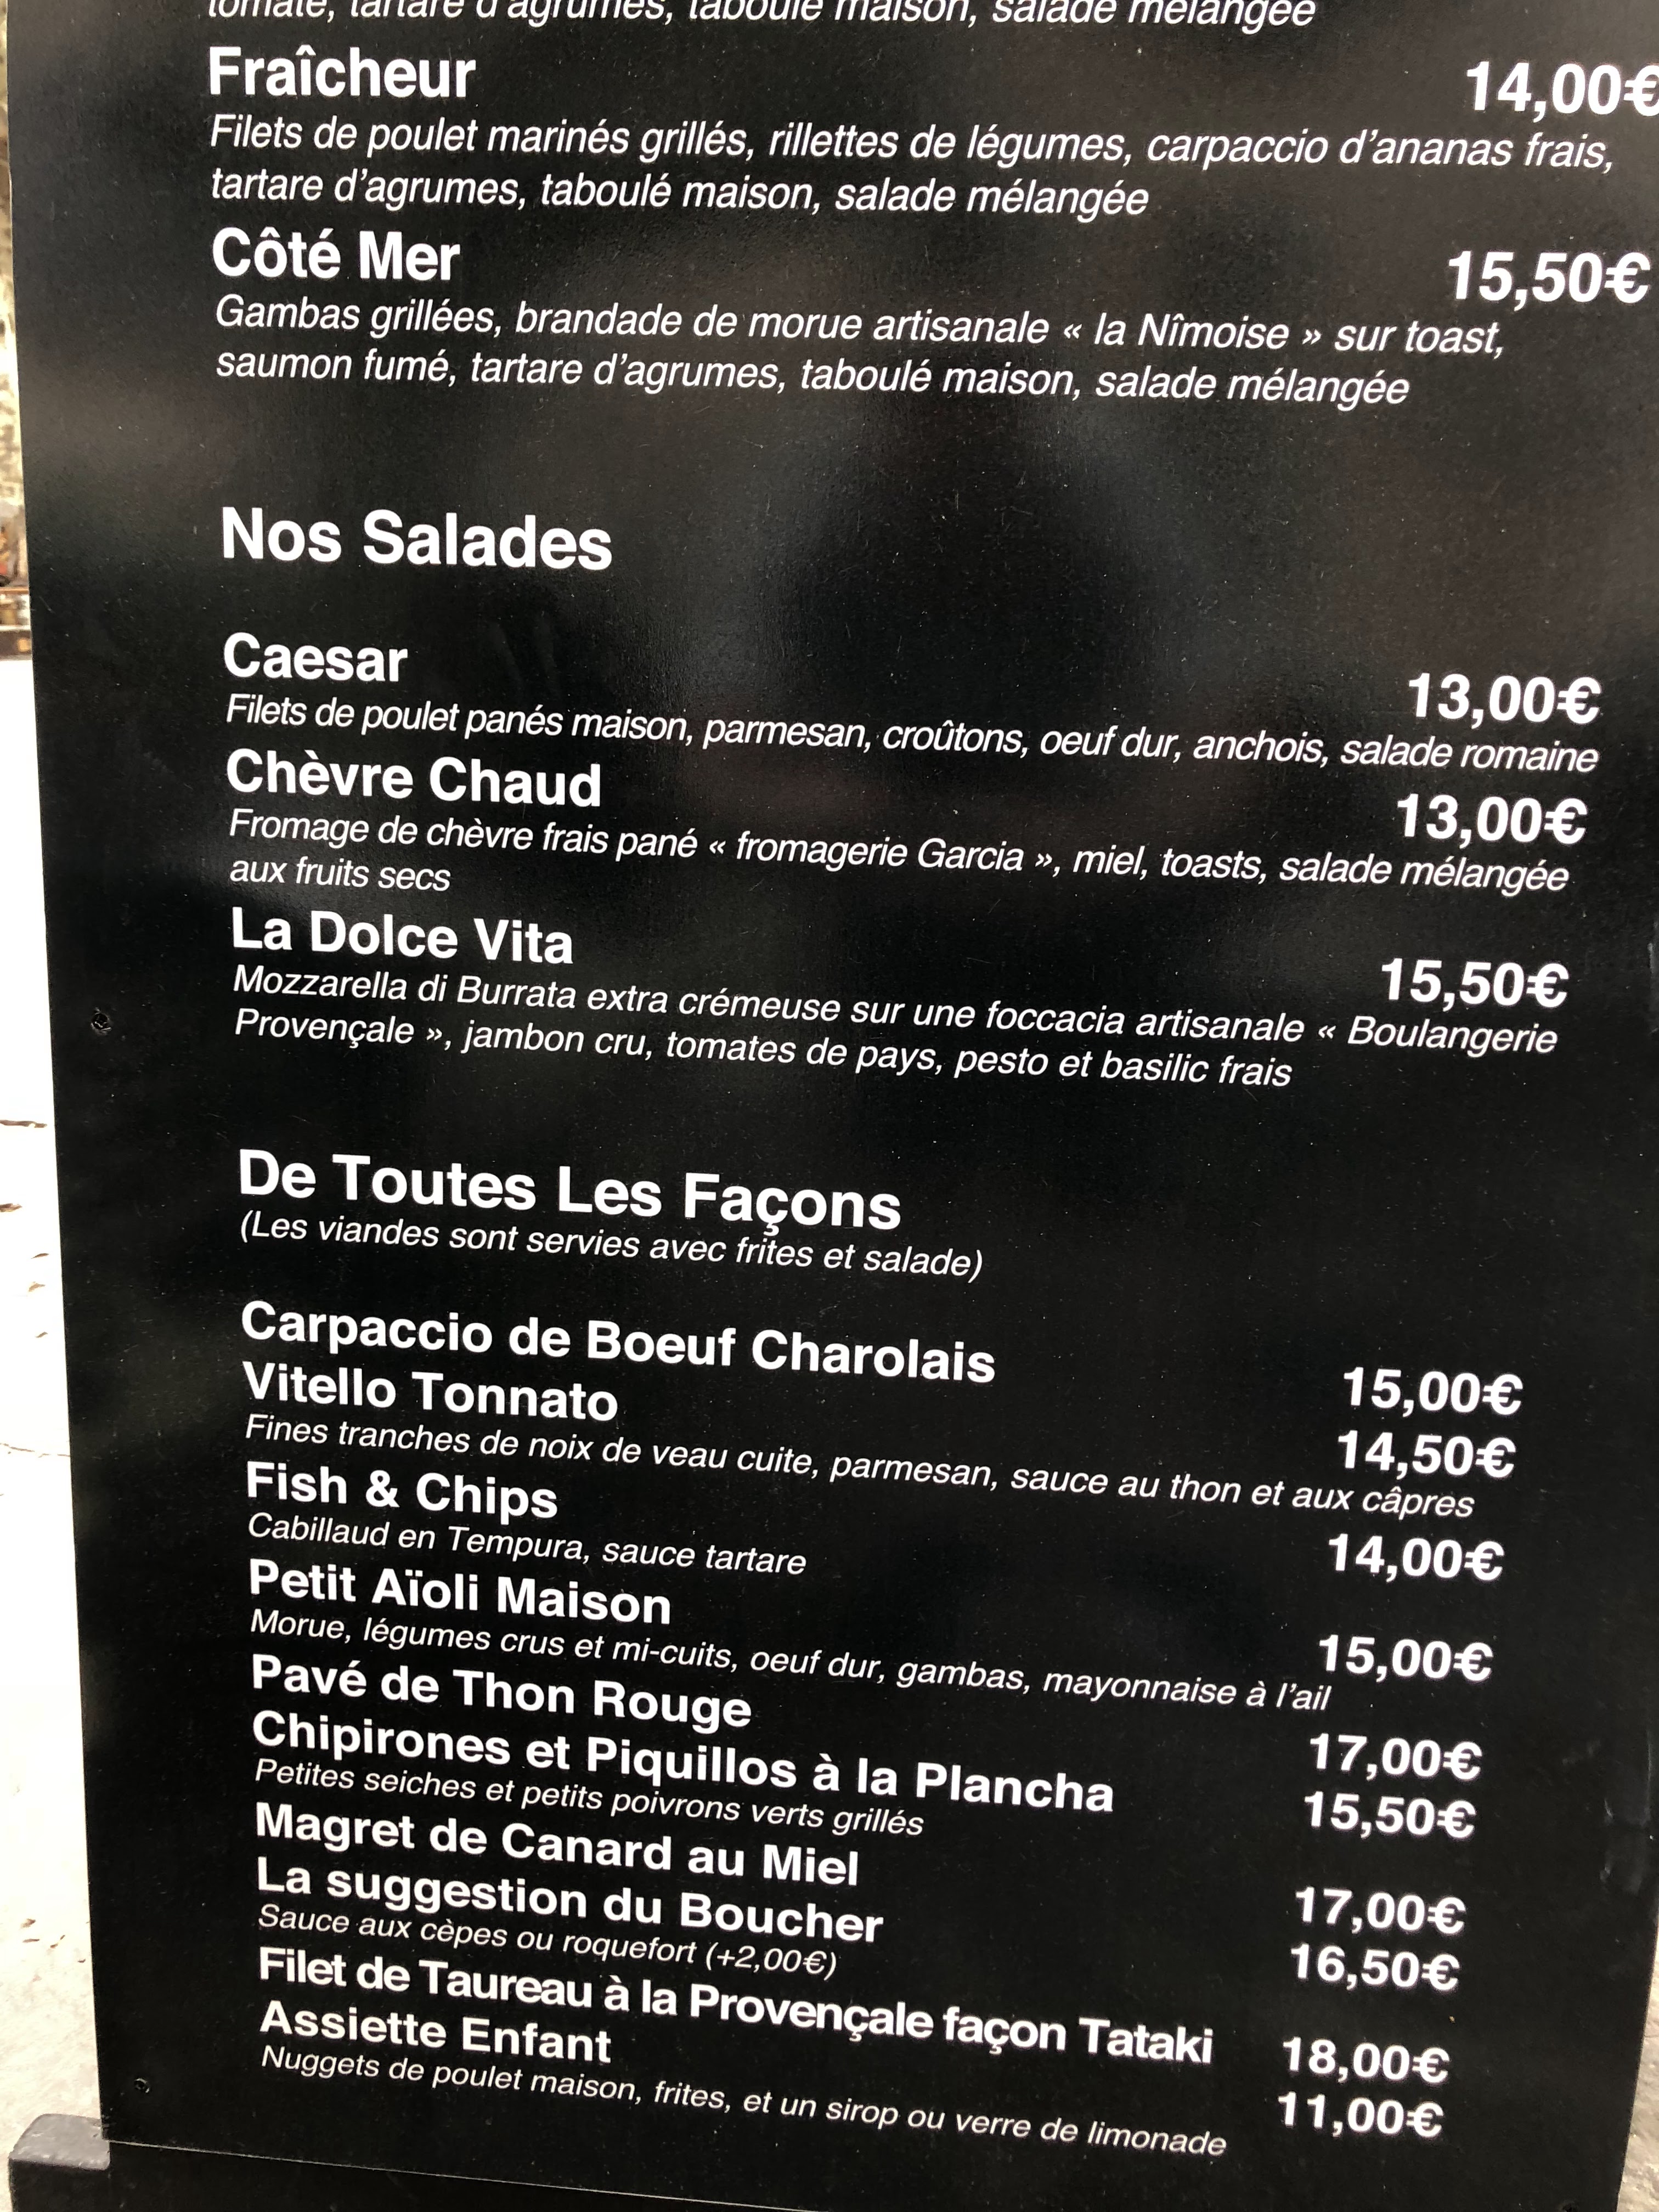 tomate, tartare d'agrumes, taboulé maison, salade mélangée
Fraîcheur 14,00€
Filets de poulet marinés grillés, rillettes de légumes, carpaccio d'ananas frais,
tartare d'agrumes, taboulé maison, salade mélangée
Côté Mer 15,50€
Gambas grillées, brandade de morue artisanale « la Nîmoise » sur toast,
saumon fumé, tartare d'agrumes, taboulé maison, salade mélangée
Nos Salades
Caesar 13,00€
Filets de poulet panés maison, parmesan, croûtons, oeuf dur, anchois, salade romaine
Chèvre Chaud 13,00€
Fromage de chèvre frais pané « fromagerie Garcia », miel, toasts, salade mélangée
aux fruits secs
La Dolce Vita 15,50€
Mozzarella di Burrata extra crémeuse sur une foccacia artisanale « Boulangerie
Provençale », jambon cru, tomates de pays, pesto et basilic frais
De Toutes Les Façons
(Les viandes sont servies avec frites et salade)
Carpaccio de Boeuf Charolais 15,00€
Vitello Tonnato 14,50€
Fines tranches de noix de veau cuite, parmesan, sauce au thon et aux câpres
Fish & Chips 14,00€
Cabillaud en Tempura, sauce tartare
Petit Aïoli Maison 15,00€
Morue, légumes crus et mi-cuits, oeuf dur, gambas, mayonnaise à l'ail
Pavé de Thon Rouge 17,00€
Chipirones et Piquillos à la Plancha 15,50€
Petites seiches et petits poivrons verts grillés
Magret de Canard au Miel 17,00€
La suggestion du Boucher 16,50€
Sauce aux cèpes ou roquefort (+2,00€)
Filet de Taureau à la Provençale façon Tataki 18,00€
Assiette Enfant 11,00€
Nuggets de poulet maison, frites, et un sirop ou verre de limonade